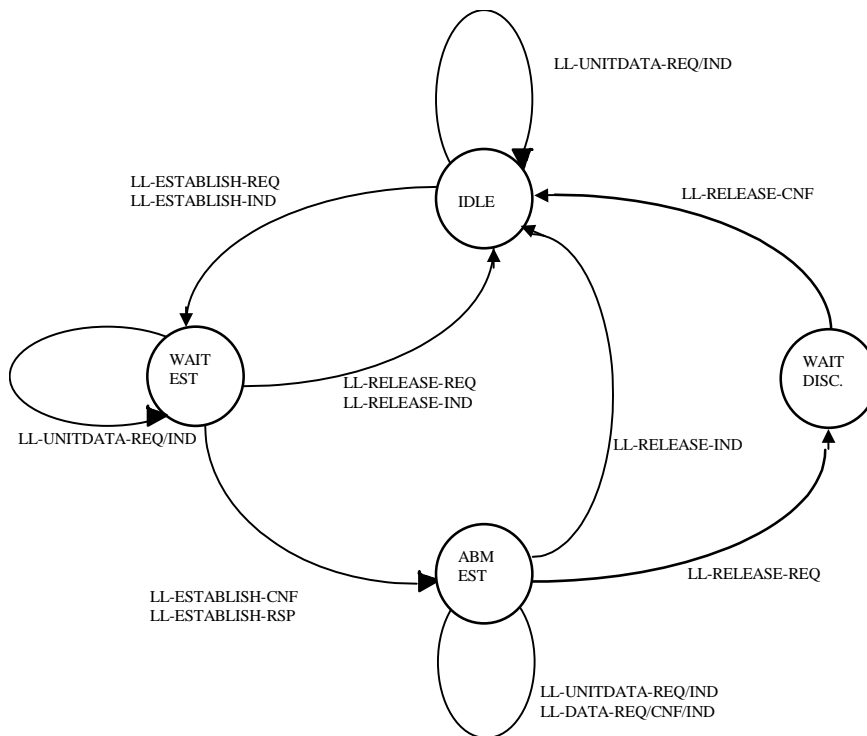 LL-UNITDATA-REQ/IND
LL-ESTABLISH-REQ
LL-ESTABLISH-IND
IDLE
LL-RELEASE-CNF
WAIT
EST
LL-RELEASE-REQ
LL-RELEASE-IND
WAIT
DISC.
LL-UNITDATA-REQ/IND
LL-RELEASE-IND
ABM
EST
LL-RELEASE-REQ
LL-ESTABLISH-CNF
LL-ESTABLISH-RSP
LL-UNITDATA-REQ/IND
LL-DATA-REQ/CNF/IND